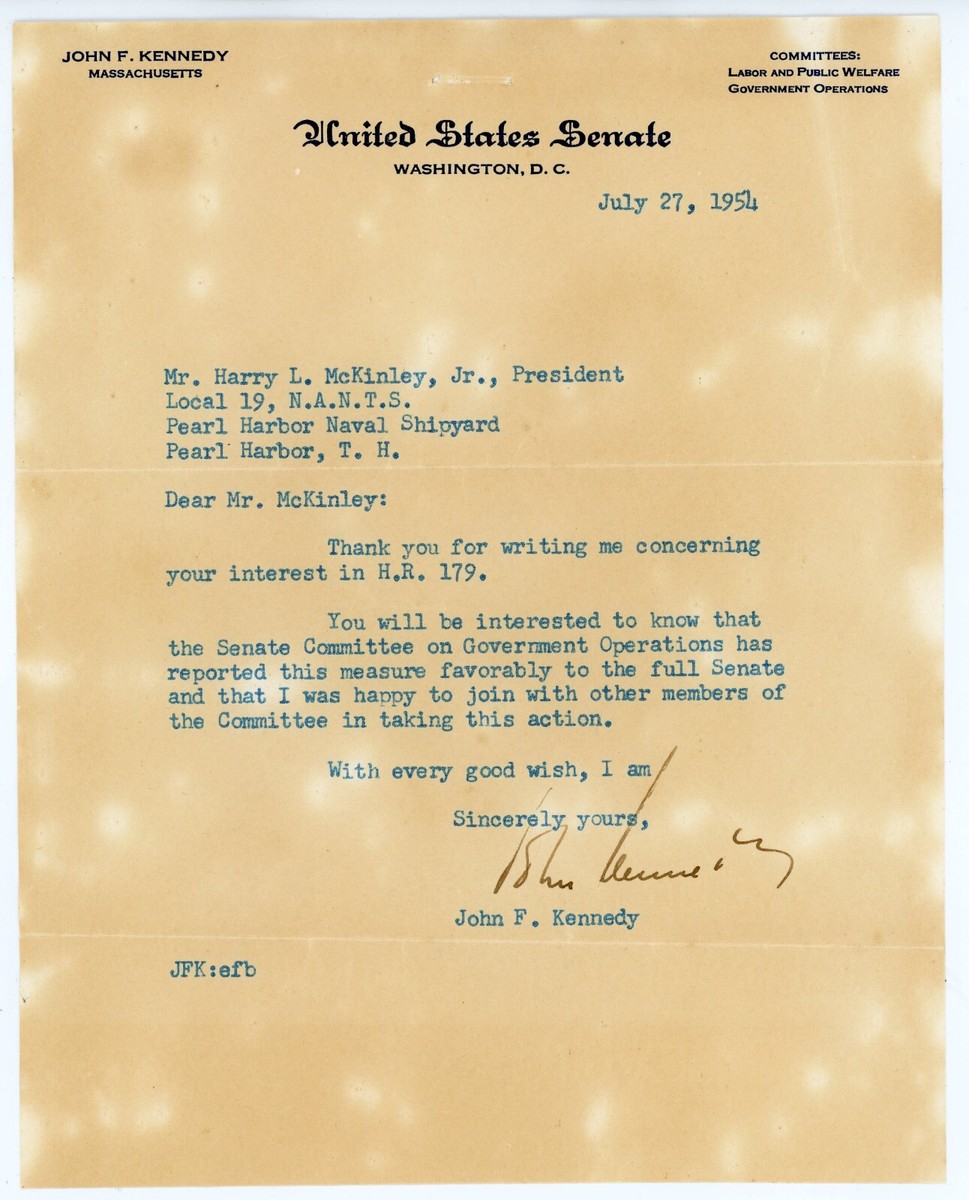 JOHN F. KENNEDY
MASSACHUSETTS
COMMITTEES:
LABOR AND PUBLIC WELFARE
GOVERNMENT OPERATIONS
United States Senate
WASHINGTON, D. C.
July 27, 1954
Mr. Harry L. McKinley, Jr., President
Local 19, N.A.N.T.S.
Pearl Harbor Naval Shipyard
Pearl Harbor, T. H.
Dear Mr. McKinley:
Thank you for writing me concerning
your interest in H.R. 179.
You will be interested to know that
the Senate Committee on Government Operations has
reported this measure favorably to the full Senate
and that I was happy to join with other members of
the Committee in taking this action.
With every good wish, I am
Sincerely yours,
John Kennedy
John F. Kennedy
JFK:efb